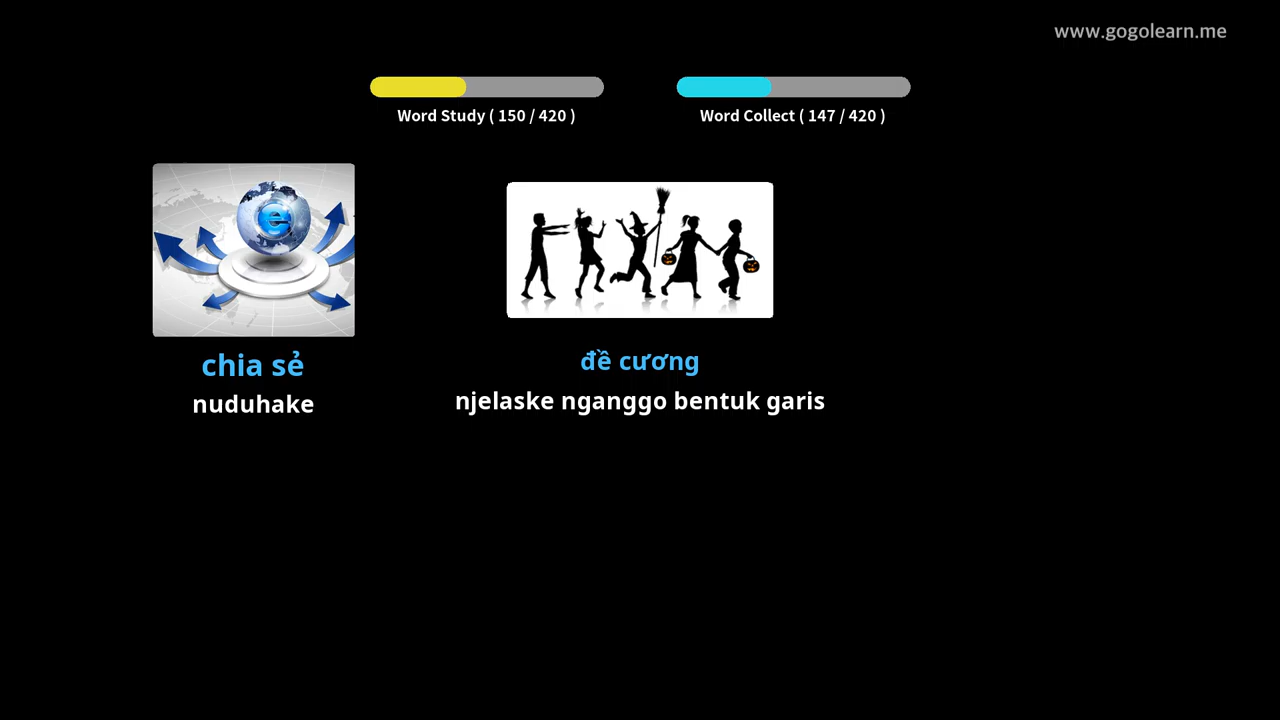 www.gogolearn.me
Word Study ( 150 / 420 )
Word Collect ( 147 / 420 )
e
chia sẻ
nuduhake
đề cương
njelaske nganggo bentuk garis